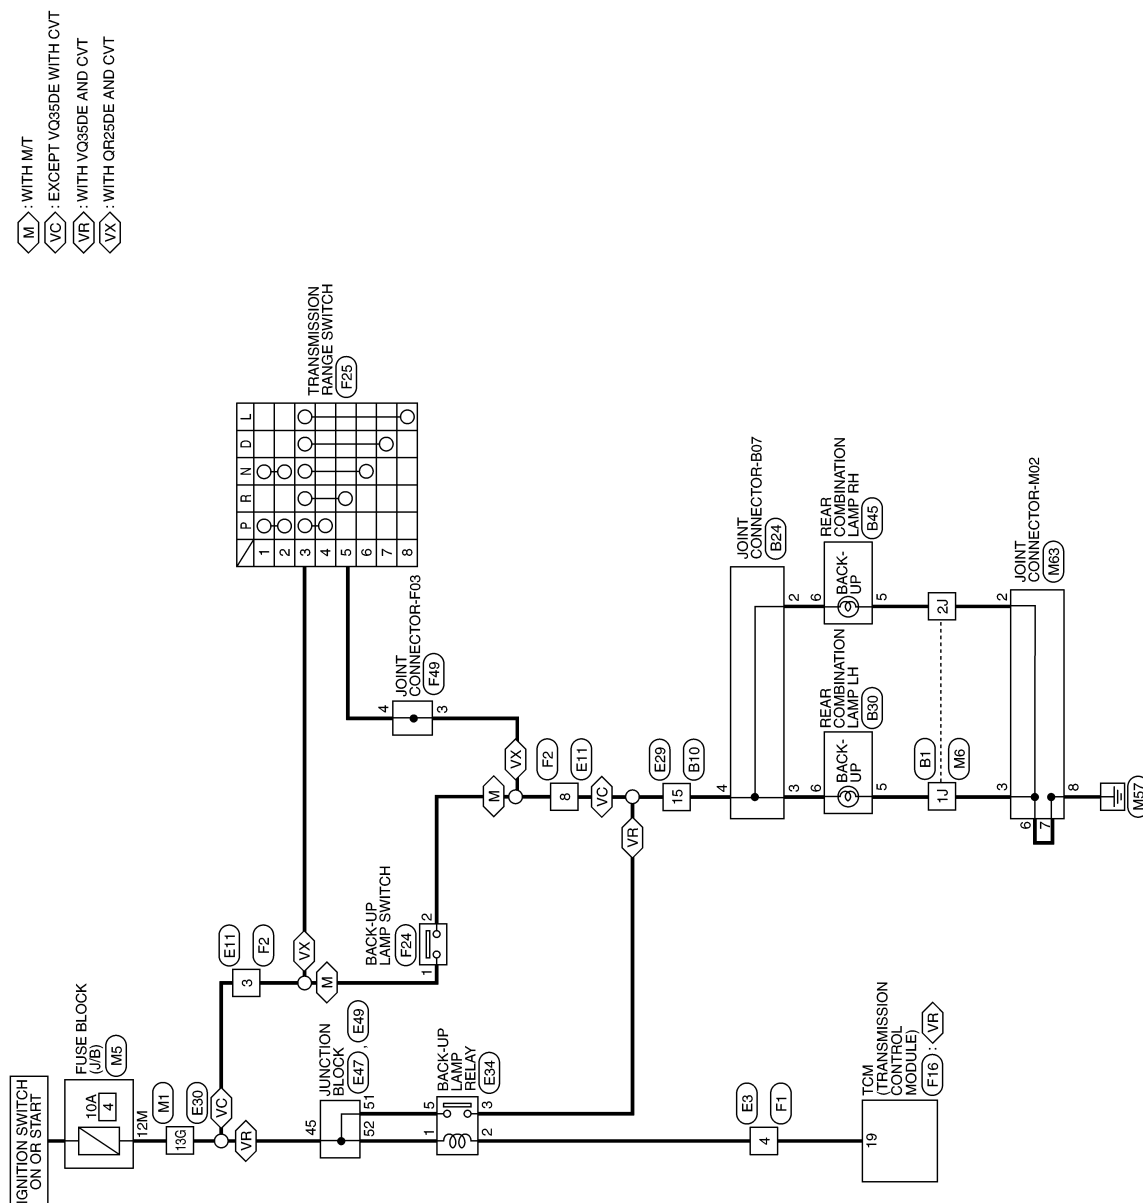 M : WITH M/T
VC : EXCEPT VQ35DE WITH CVT
VR : WITH VQ35DE AND CVT
VX : WITH QR25DE AND CVT
IGNITION SWITCH
ON OR START
FUSE BLOCK
(J/B)
M5
10A
4
12M
13G
M1
E30
VC
VR
E11
F2
3
VX
M
TRANSMISSION
RANGE SWITCH
F25
P R N D L
1
2
3
4
5
6
7
8
JUNCTION
BLOCK
E47 , E49
45
51
52
BACK-UP
LAMP
RELAY
E34
5
3
1
2
BACK-UP
LAMP SWITCH
F24
1
2
JOINT
CONNECTOR-F03
F49
4
3
M
VX
F2
E11
8
VC
VR
E29
B10
15
E3
F1
4
TCM
(TRANSMISSION
CONTROL
MODULE)
F16 : VR
19
JOINT
CONNECTOR-B07
B24
4
3
2
REAR
COMBINATION
LAMP LH
B30
BACK-
UP
6
5
REAR
COMBINATION
LAMP RH
B45
BACK-
UP
6
5
B1
M6
1J
2J
JOINT
CONNECTOR-M02
M63
3
2
6
7
8
M57